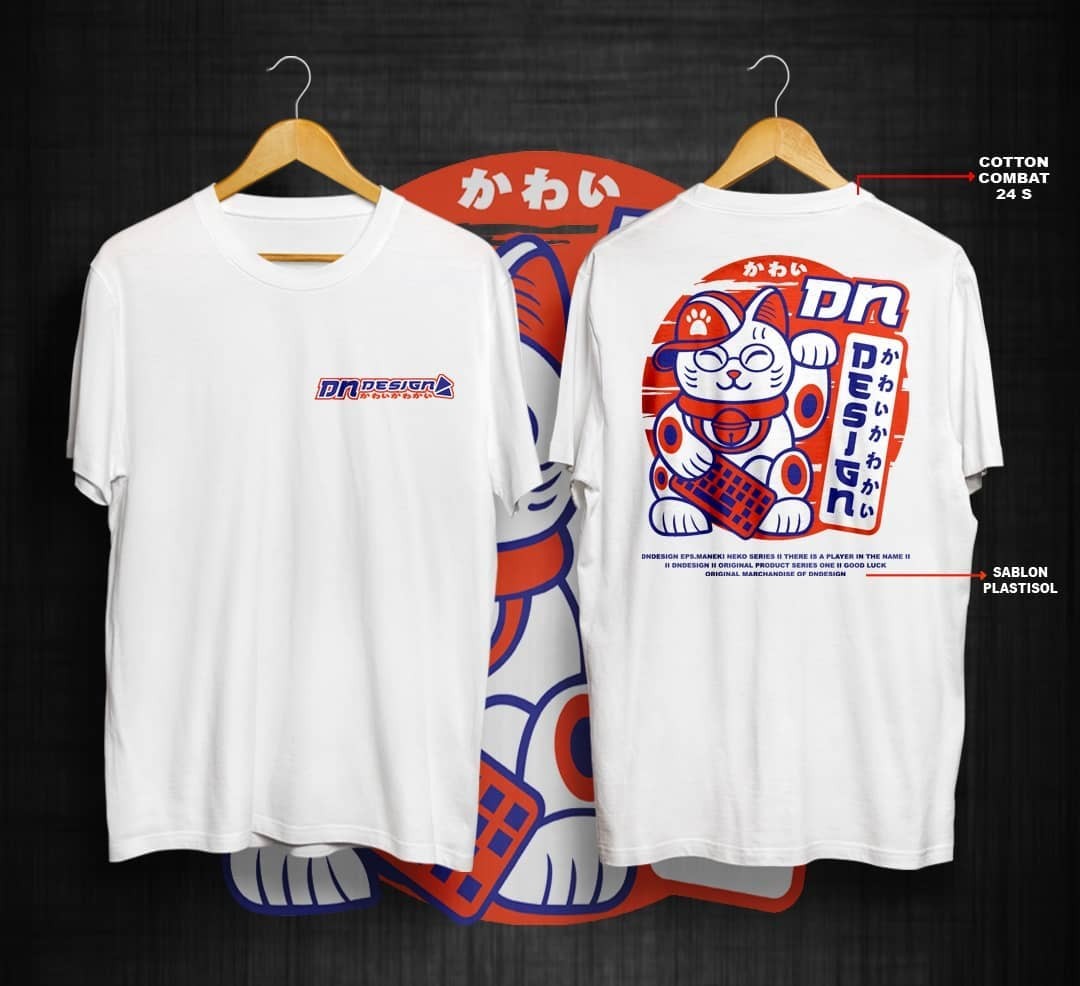 かわい
DN DESIGN
かわいかわかい
かわい
DN
DESIGN
かわいかわかい
DNDESIGN EPS.MANEKI NEKO SERIES II THERE IS A PLAYER IN THE NAME II
II DNDESIGN II ORIGINAL PRODUCT SERIES ONE II GOOD LUCK
ORIGINAL MARCHANDISE OF DNDESIGN
COTTON
COMBAT
24 S
SABLON
PLASTISOL